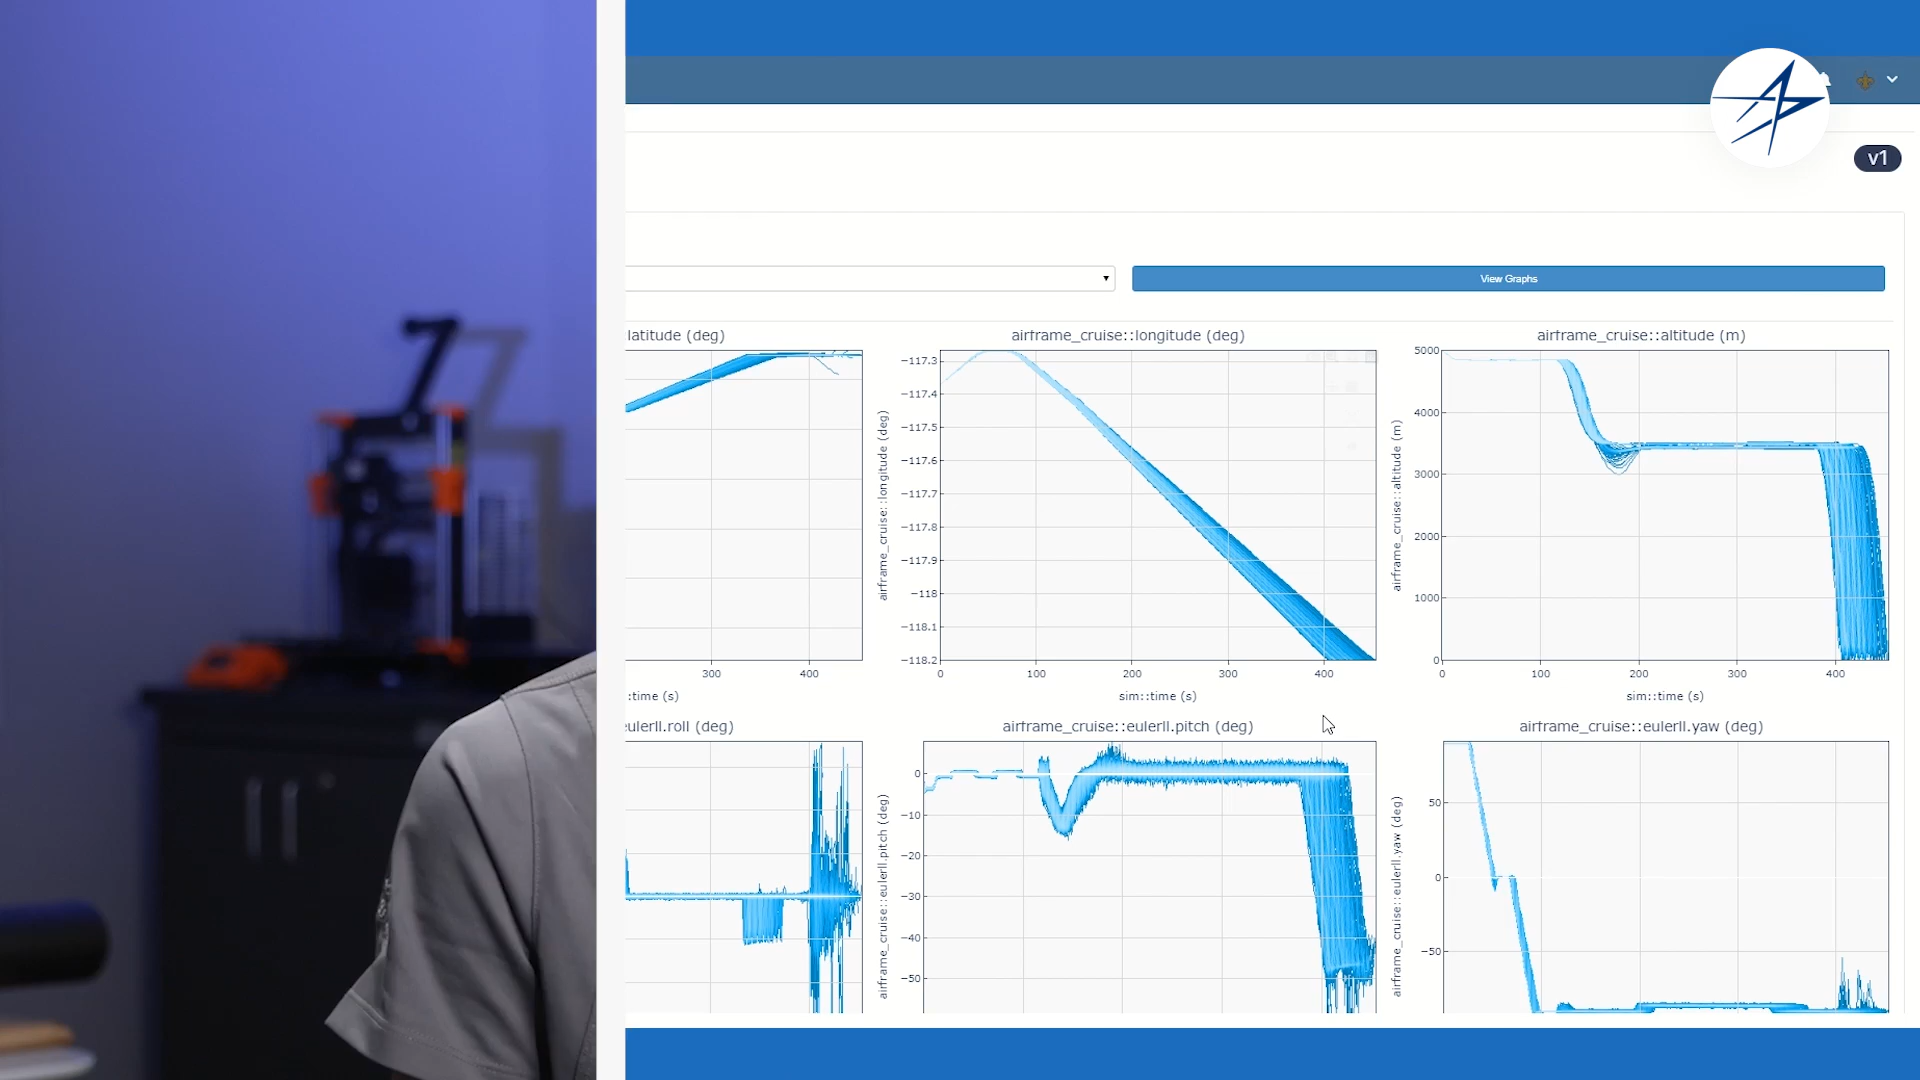 v1
View Graphs
latitude (deg)
airframe_cruise::longitude (deg)
airframe_cruise::altitude (m)
airframe_cruise::longitude (deg)
−117.3
−117.4
−117.5
−117.6
−117.7
−117.8
−117.9
−118
−118.1
−118.2
airframe_cruise::altitude (m)
5000
4000
3000
2000
1000
0
300 400
0 100 200 300 400
0 100 200 300 400
:time (s)
sim::time (s)
sim::time (s)
eulerll.roll (deg)
airframe_cruise::eulerll.pitch (deg)
airframe_cruise::eulerll.yaw (deg)
airframe_cruise::eulerll.pitch (deg)
0
−10
−20
−30
−40
−50
airframe_cruise::eulerll.yaw (deg)
50
0
−50